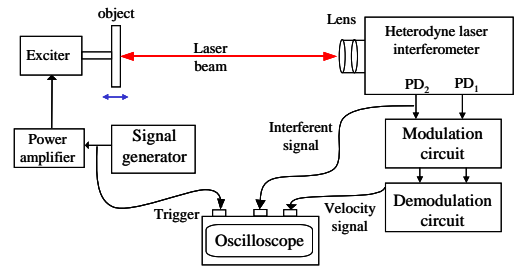 object
Lens
Exciter
Laser
beam
Heterodyne laser
interferometer
PD2
PD1
Interferent
signal
Modulation
circuit
Power
amplifier
Signal
generator
Trigger
Velocity
signal
Demodulation
circuit
Oscilloscope